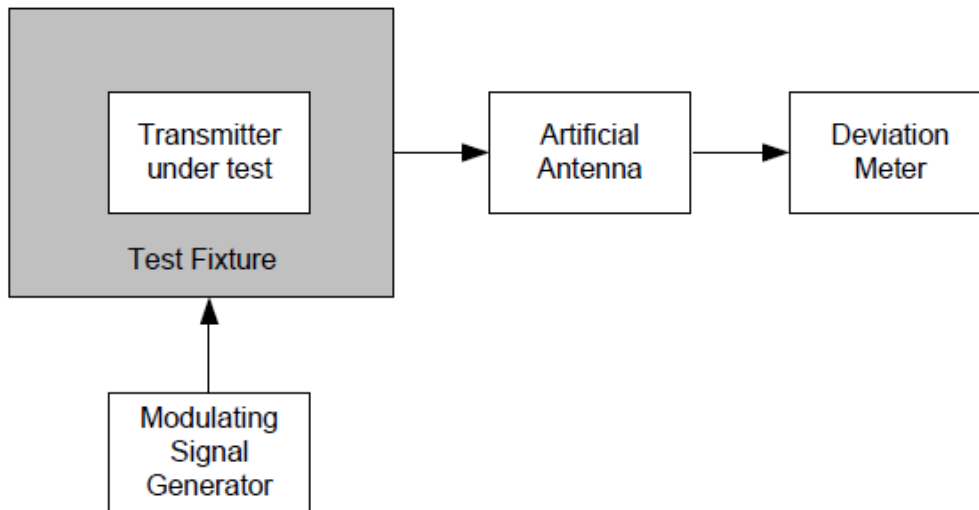 Transmitter
under test
Test Fixture
Artificial
Antenna
Deviation
Meter
Modulating
Signal
Generator